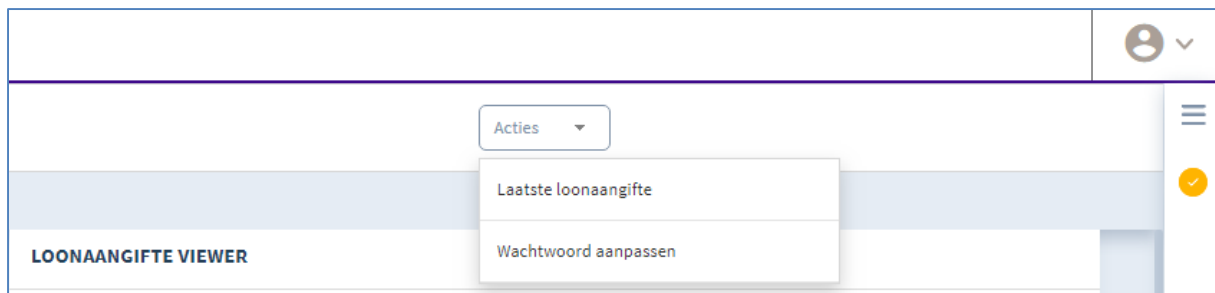 Acties
Laatste loonaangifte
Wachtwoord aanpassen
LOONAANGIFTE VIEWER